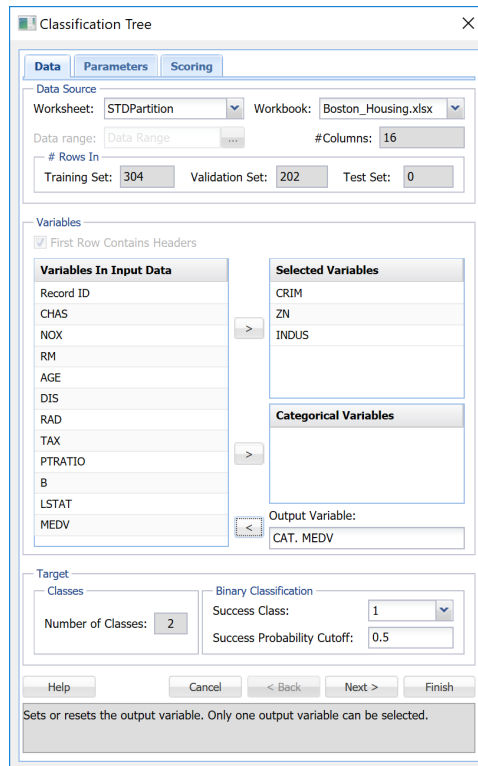 Classification Tree
Data Parameters Scoring
Data Source
Worksheet: STDPartition Workbook: Boston_Housing.xlsx
Data range: Data Range ... #Columns: 16
# Rows In
Training Set: 304 Validation Set: 202 Test Set: 0
Variables
First Row Contains Headers
Variables In Input Data
Record ID
CHAS
NOX
RM
AGE
DIS
RAD
TAX
PTRATIO
B
LSTAT
MEDV
>
>
<
Selected Variables
CRIM
ZN
INDUS
Categorical Variables
Output Variable:
CAT. MEDV
Target
Classes
Number of Classes: 2
Binary Classification
Success Class: 1
Success Probability Cutoff: 0.5
Help Cancel < Back Next > Finish
Sets or resets the output variable. Only one output variable can be selected.